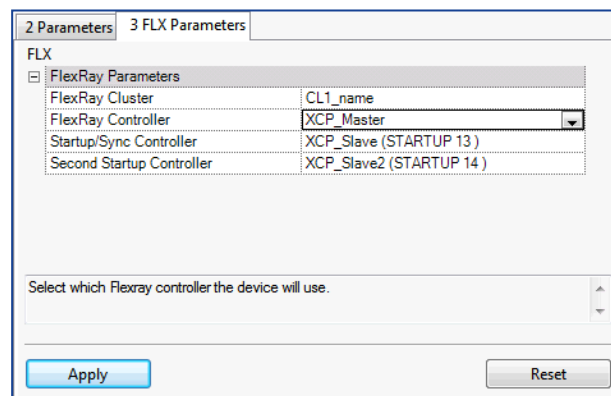 2 Parameters 3 FLX Parameters
FLX
FlexRay Parameters
FlexRay Cluster CL1_name
FlexRay Controller XCP_Master
Startup/Sync Controller XCP_Slave (STARTUP 13 )
Second Startup Controller XCP_Slave2 (STARTUP 14 )
Select which Flexray controller the device will use.
Apply Reset